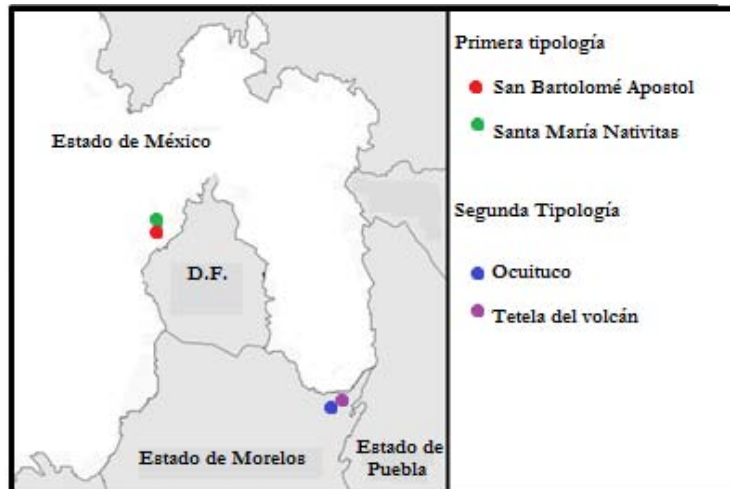 Estado de México
D.F.
Estado de Morelos
Estado de
Puebla
Primera tipología
San Bartolomé Apostol
Santa María Nativitas
Segunda Tipología
Ocuituco
Tetela del volcán